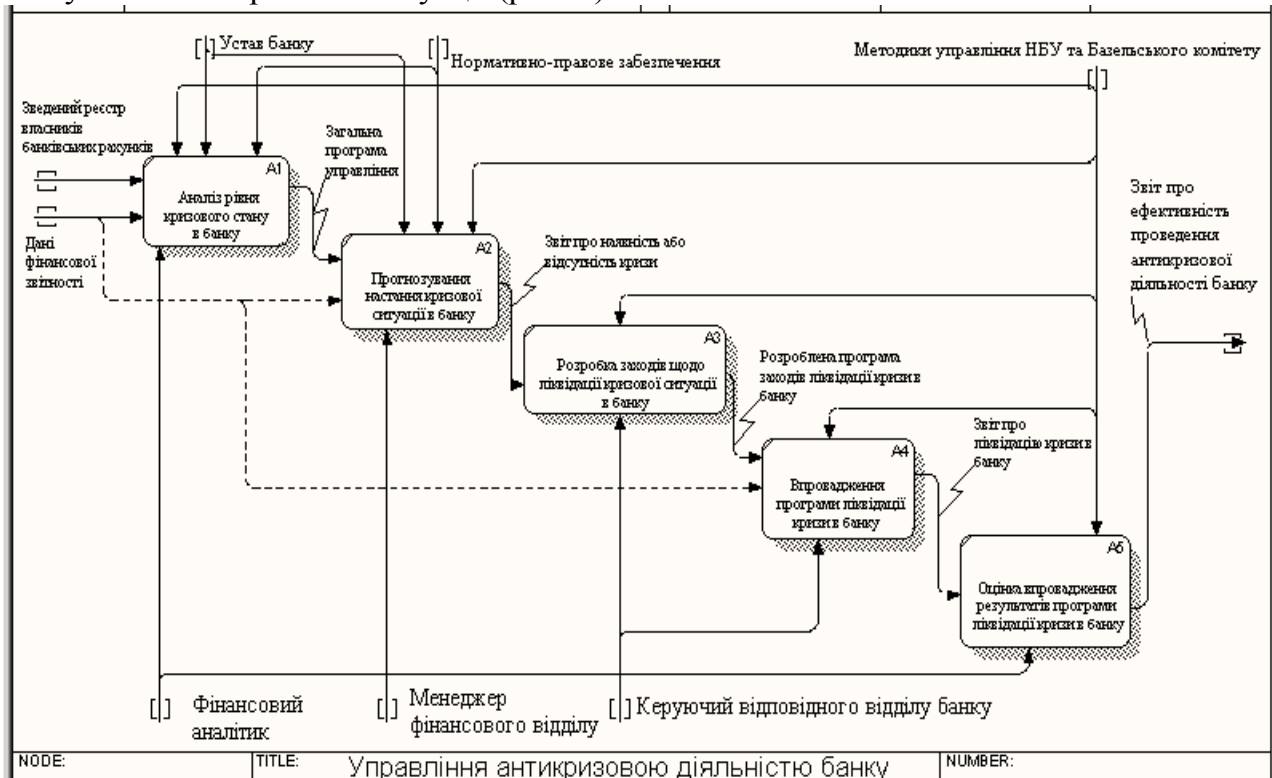 Устав банку
Нормативно-правове забезпечення
Методики управління НБУ та Базельського комітету
Зведений реєстр
власників
банківських рахунків
Загальна
програма
управління
A1
Аналіз рівня
кризового стану
в банку
Дані
фінансової
звітності
A2
Прогнозування
настання кризової
ситуації в банку
Звіт про наявність або
відсутність кризи
Звіт про
ефективність
проведення
антикризової
діяльності банку
A3
Розробка заходів щодо
ліквідації кризової ситуації
в банку
Розроблена програма
заходів ліквідації кризи в
банку
A4
Впровадження
програми ліквідації
кризи в банку
Звіт про
ліквідацію кризи в
банку
A5
Оцінка впровадження
результатів програми
ліквідації кризи в банку
Фінансовий
аналітик
Менеджер
фінансового відділу
Керуючий відповідного відділу банку
NODE:
TITLE:
Управління антикризовою діяльністю банку
NUMBER: